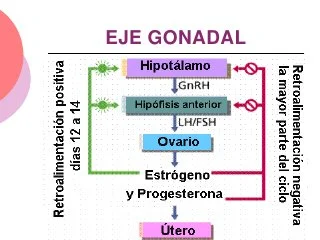 EJE GONADAL
Retroalimentación positiva
días 12 a 14
Hipotálamo
GnRH
Hipófisis anterior
LH/FSH
Ovario
Estrógeno
y Progesterona
Útero
Retroalimentación negativa
la mayor parte del ciclo